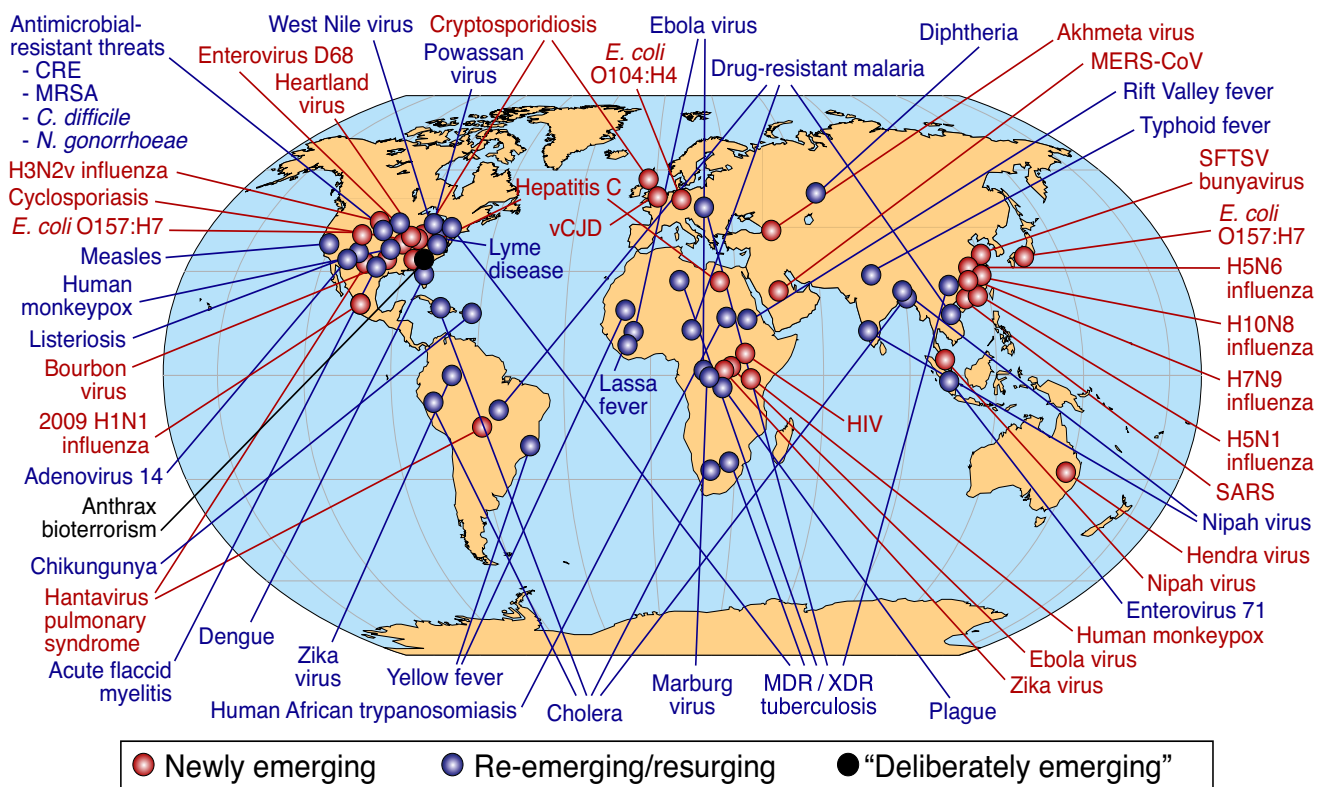 Antimicrobial-
resistant threats
- CRE
- MRSA
- C. difficile
- N. gonorrhoeae
H3N2v influenza
Cyclosporiasis
E. coli O157:H7
Measles
Human
monkeypox
Listeriosis
Bourbon
virus
2009 H1N1
influenza
Adenovirus 14
Anthrax
bioterrorism
Chikungunya
Hantavirus
pulmonary
syndrome
Acute flaccid
myelitis
Enterovirus D68
Heartland
virus
West Nile virus
Powassan
virus
Cryptosporidiosis
E. coli
O104:H4
Ebola virus
Drug-resistant malaria
Diphtheria
Akhmeta virus
MERS-CoV
Rift Valley fever
Typhoid fever
SFTSV
bunyavirus
E. coli
O157:H7
H5N6
influenza
H10N8
influenza
H7N9
influenza
H5N1
influenza
SARS
Nipah virus
Hendra virus
Nipah virus
Enterovirus 71
Human monkeypox
Ebola virus
Zika virus
Hepatitis C
vCJD
Lyme
disease
Lassa
fever
HIV
Dengue
Zika
virus
Yellow fever
Human African trypanosomiasis
Cholera
Marburg
virus
MDR / XDR
tuberculosis
Plague
Newly emerging
Re-emerging/resurging
“Deliberately emerging”